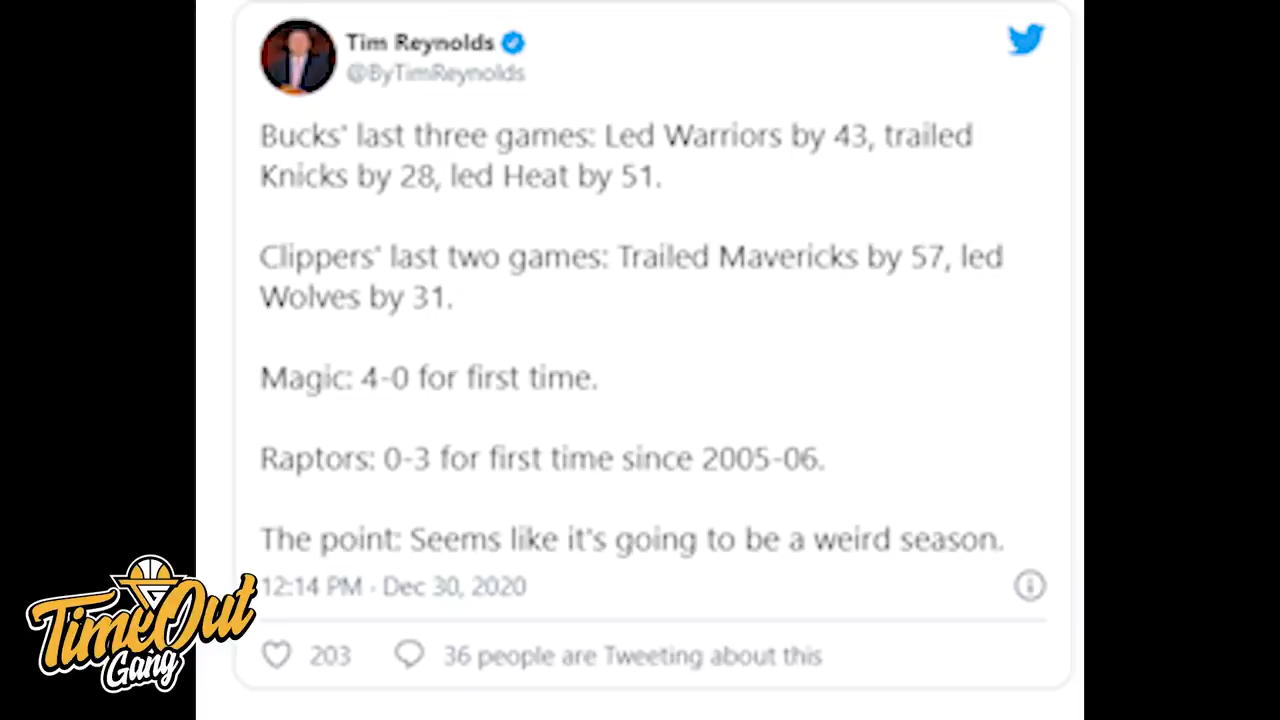 Tim Reynolds
@ByTimReynolds
Bucks' last three games: Led Warriors by 43, trailed
Knicks by 28, led Heat by 51.
Clippers' last two games: Trailed Mavericks by 57, led
Wolves by 31.
Magic: 4-0 for first time.
Raptors: 0-3 for first time since 2005-06.
The point: Seems like it's going to be a weird season.
12:14 PM · Dec 30, 2020
203 36 people are Tweeting about this
TimeOut
Gang